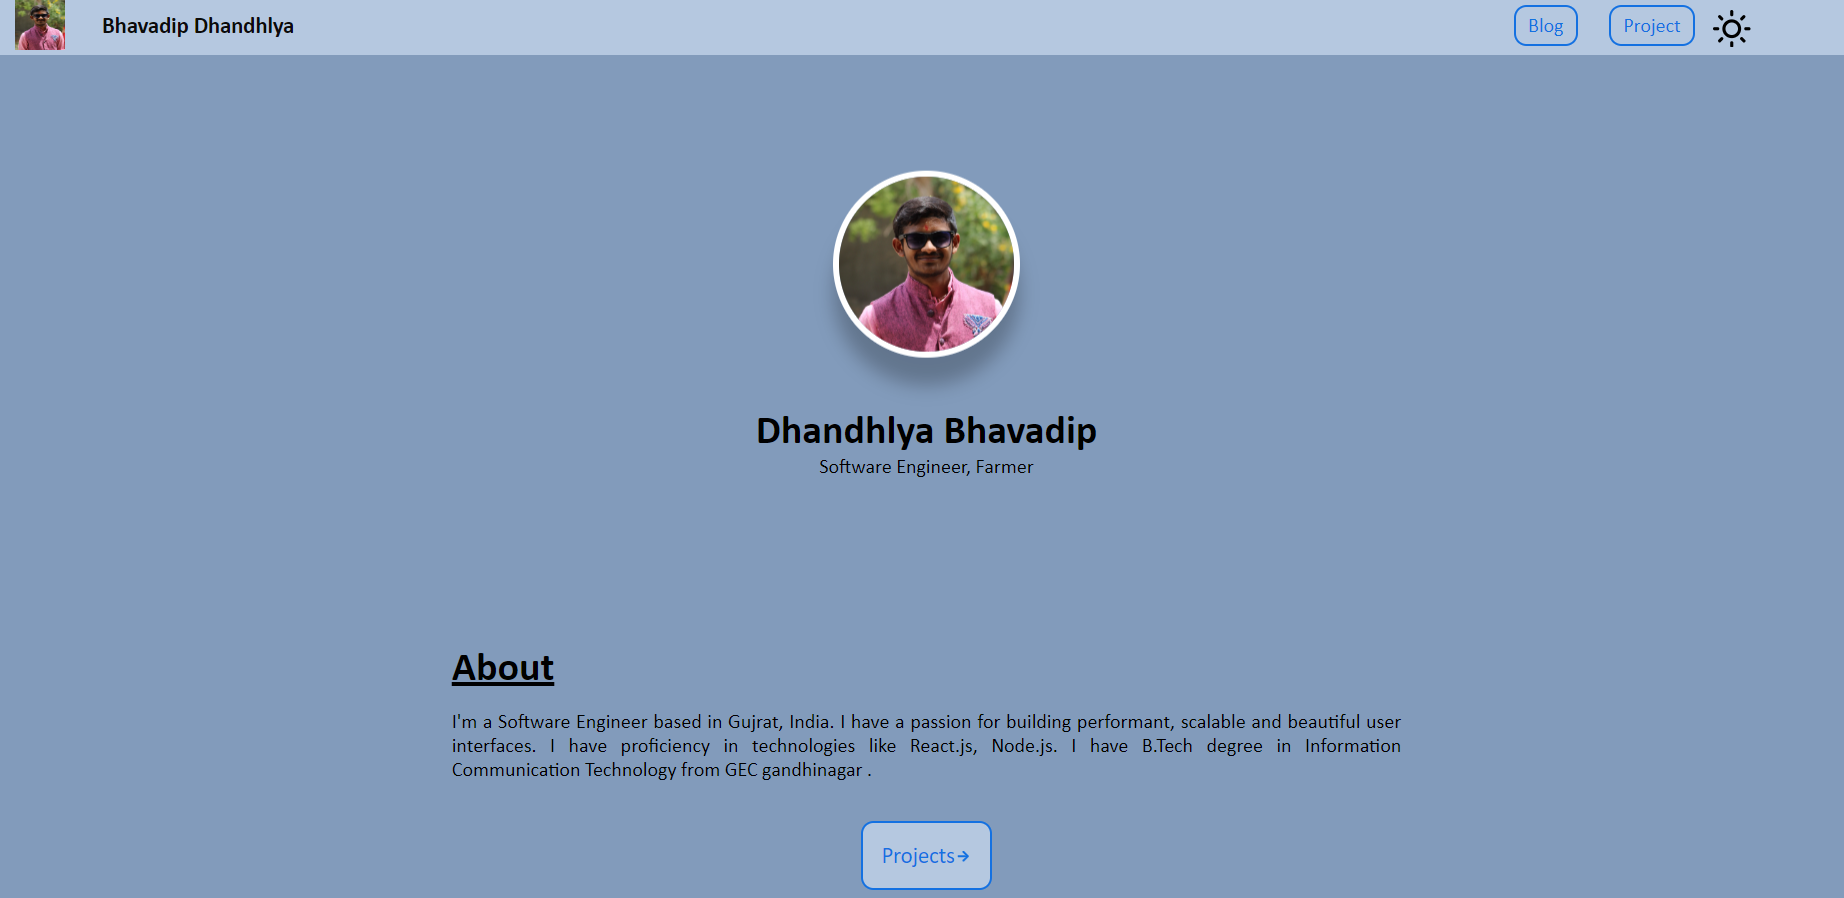 Bhavadip Dhandhlya
Blog
Project
Dhandhlya Bhavadip
Software Engineer, Farmer
About
I'm a Software Engineer based in Gujrat, India. I have a passion for building performant, scalable and beautiful user
interfaces. I have proficiency in technologies like React.js, Node.js. I have B.Tech degree in Information
Communication Technology from GEC gandhinagar .
Projects→